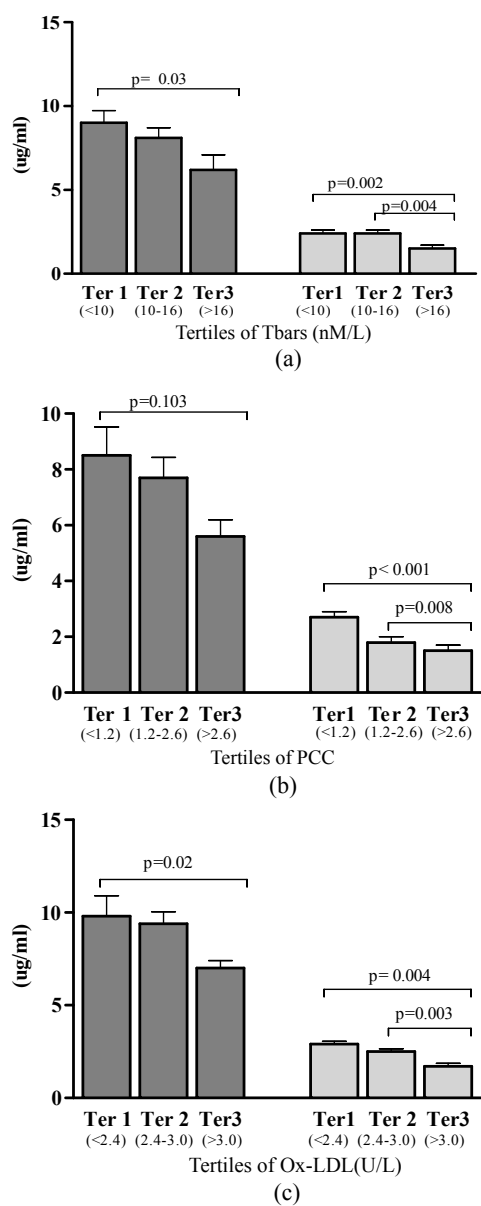 (ug/ml)
15
10
5
0
p= 0.03
p=0.002
p=0.004
Ter 1 Ter 2 Ter3 Ter1 Ter 2 Ter3
(<10) (10-16) (>16) (<10) (10-16) (>16)
Tertiles of Tbars (nM/L)
(a)
(ug/ml)
10
8
6
4
2
0
p=0.103
p< 0.001
p=0.008
Ter 1 Ter 2 Ter3 Ter1 Ter 2 Ter3
(<1.2) (1.2-2.6) (>2.6) (<1.2) (1.2-2.6) (>2.6)
Tertiles of PCC
(b)
(ug/ml)
15
10
5
0
p=0.02
p= 0.004
p=0.003
Ter 1 Ter 2 Ter3 Ter1 Ter 2 Ter3
(<2.4) (2.4-3.0) (>3.0) (<2.4) (2.4-3.0) (>3.0)
Tertiles of Ox-LDL(U/L)
(c)